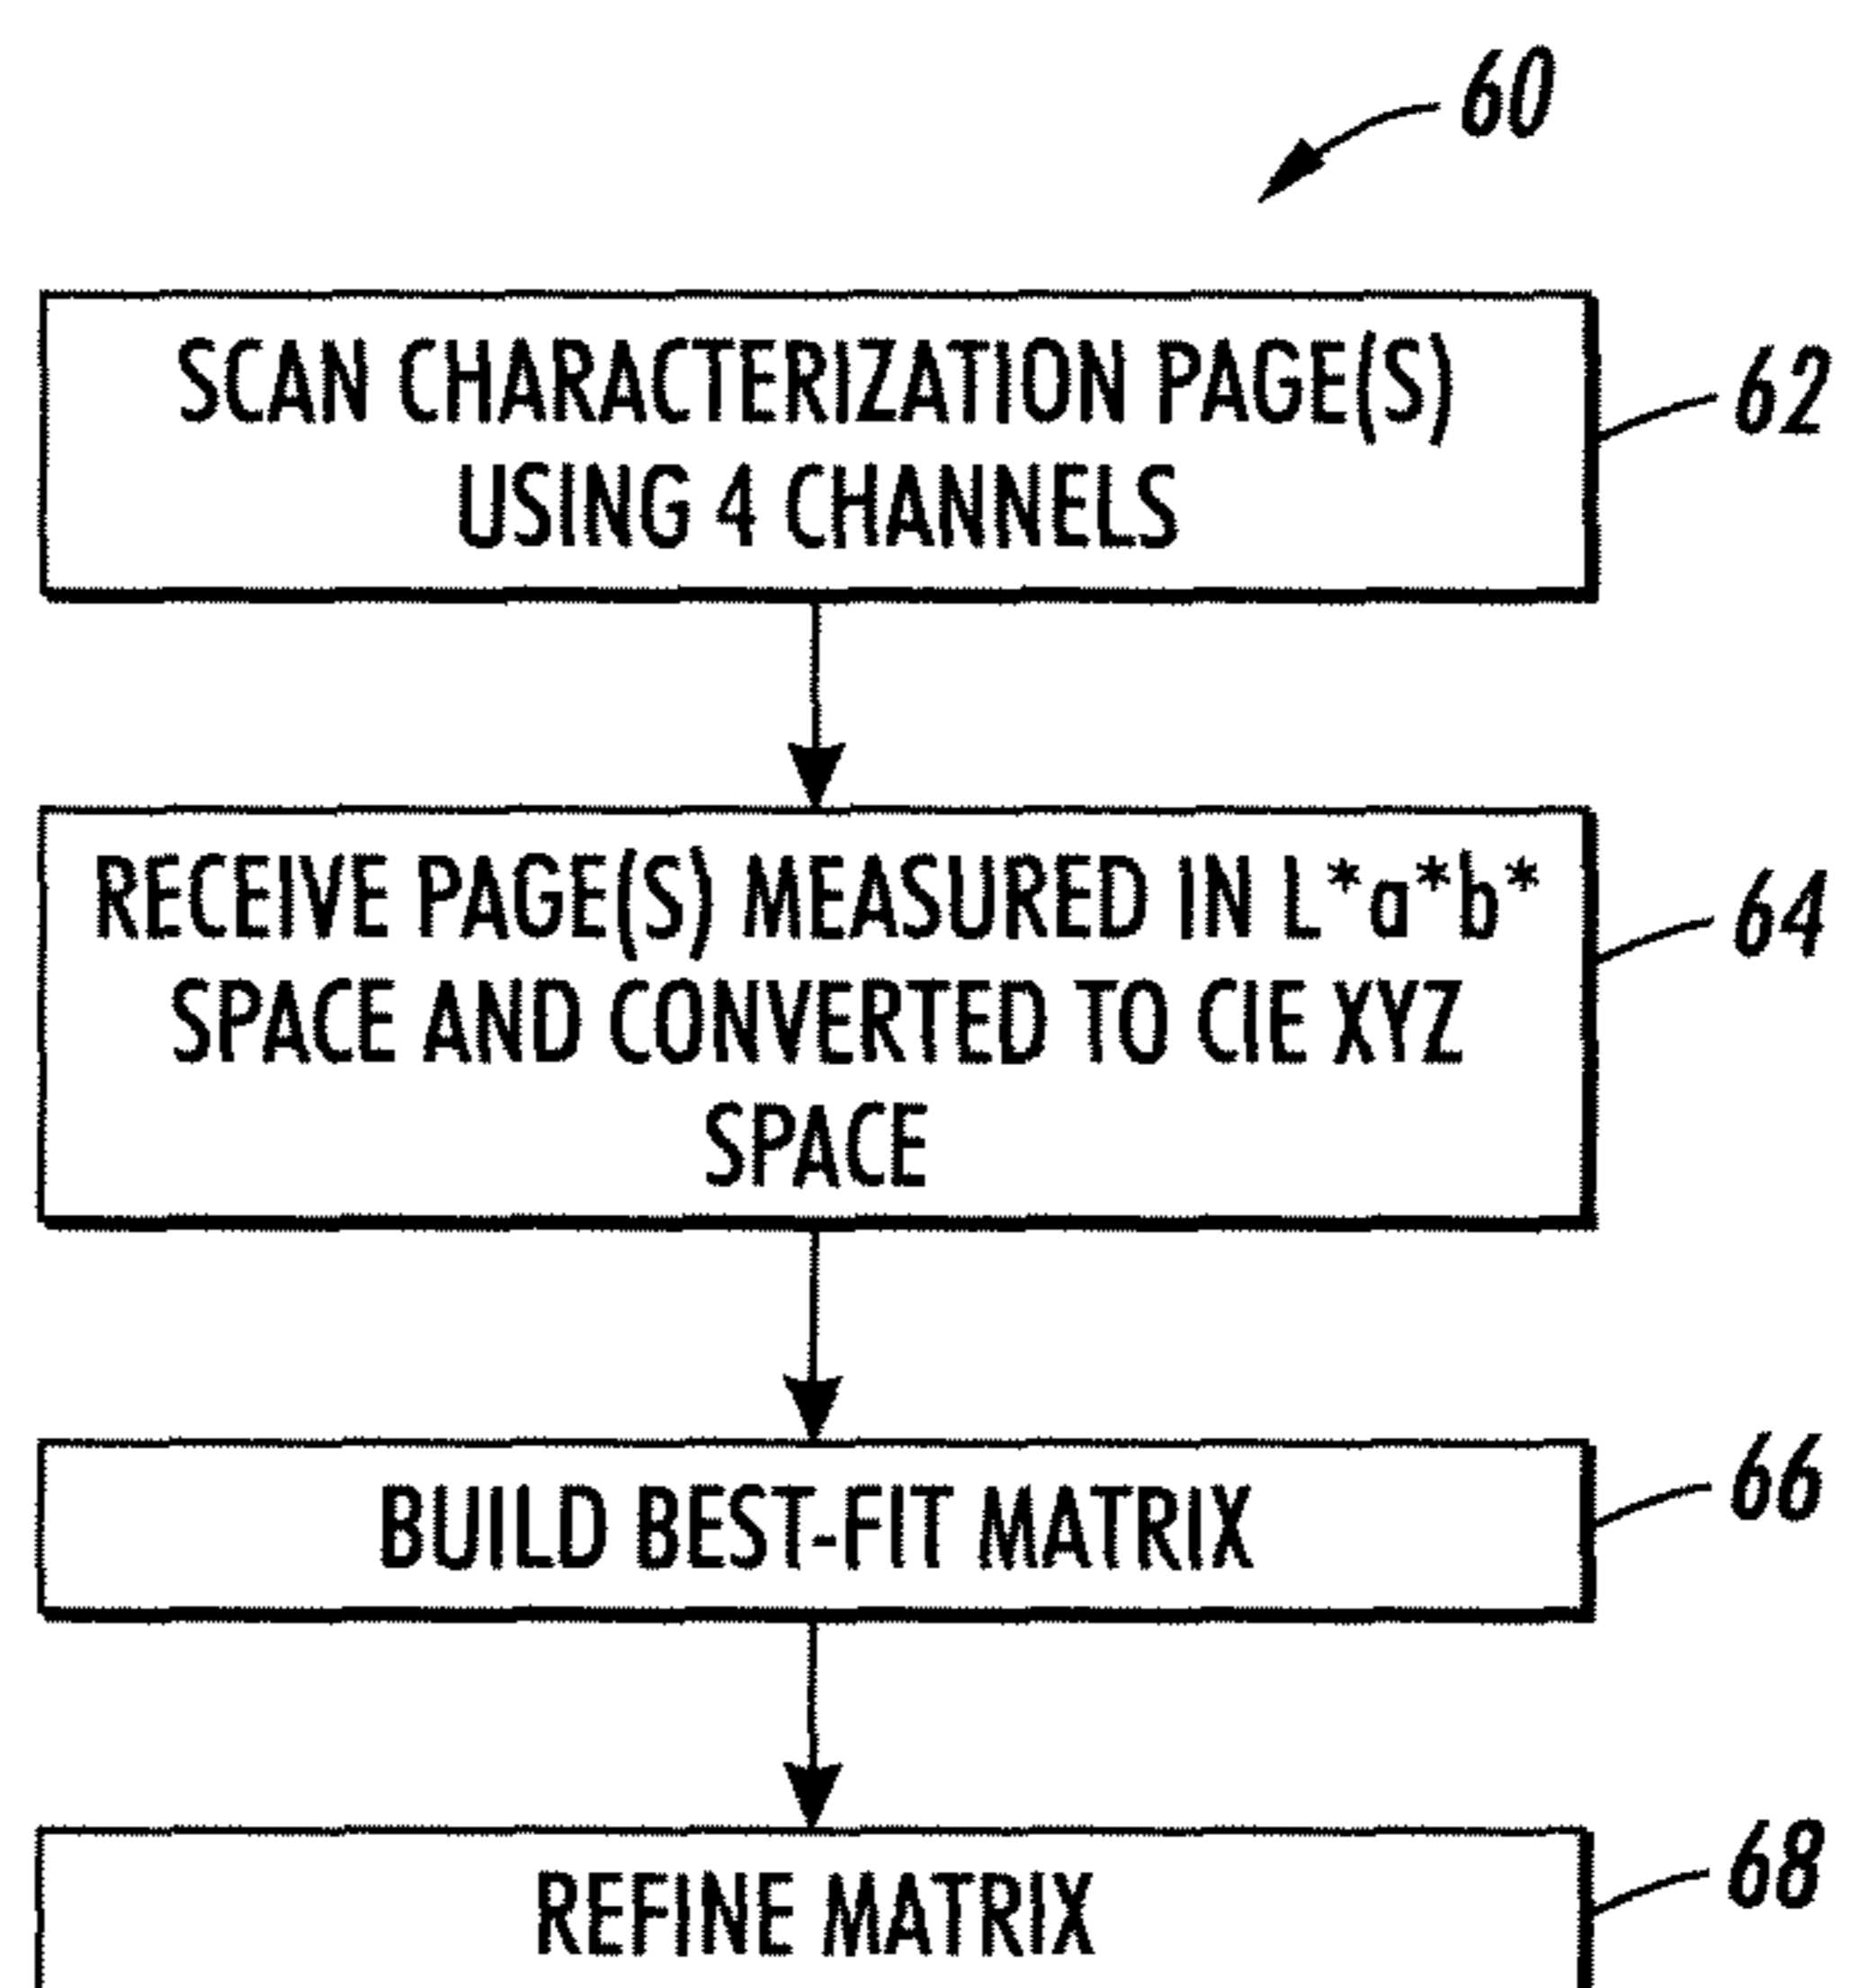 60
SCAN CHARACTERIZATION PAGE(S)
USING 4 CHANNELS
62
RECEIVE PAGE(S) MEASURED IN L*a*b*
SPACE AND CONVERTED TO CIE XYZ
SPACE
64
BUILD BEST-FIT MATRIX
66
REFINE MATRIX
68